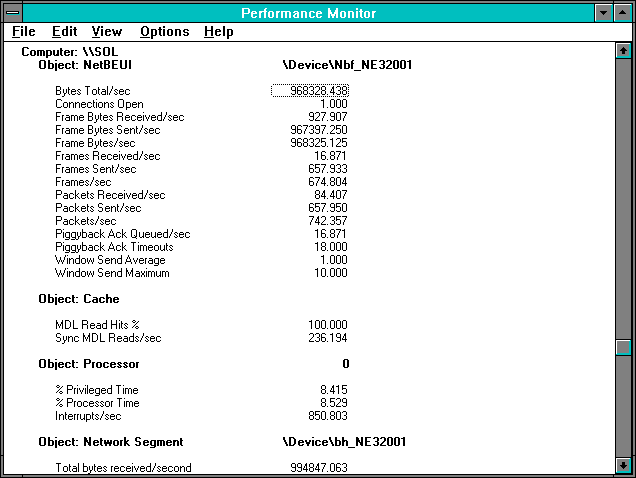 Performance Monitor
File Edit View Options Help
Computer: \\SOL
Object: NetBEUI \Device\Nbf_NE32001
Bytes Total/sec 968328.438
Connections Open 1.000
Frame Bytes Received/sec 927.907
Frame Bytes Sent/sec 967397.250
Frame Bytes/sec 968325.125
Frames Received/sec 16.871
Frames Sent/sec 657.933
Frames/sec 674.804
Packets Received/sec 84.407
Packets Sent/sec 657.950
Packets/sec 742.357
Piggyback Ack Queued/sec 16.871
Piggyback Ack Timeouts 18.000
Window Send Average 1.000
Window Send Maximum 10.000
Object: Cache
MDL Read Hits % 100.000
Sync MDL Reads/sec 236.194
Object: Processor 0
% Privileged Time 8.415
% Processor Time 8.529
Interrupts/sec 850.803
Object: Network Segment \Device\bh_NE32001
Total bytes received/second 994847.063